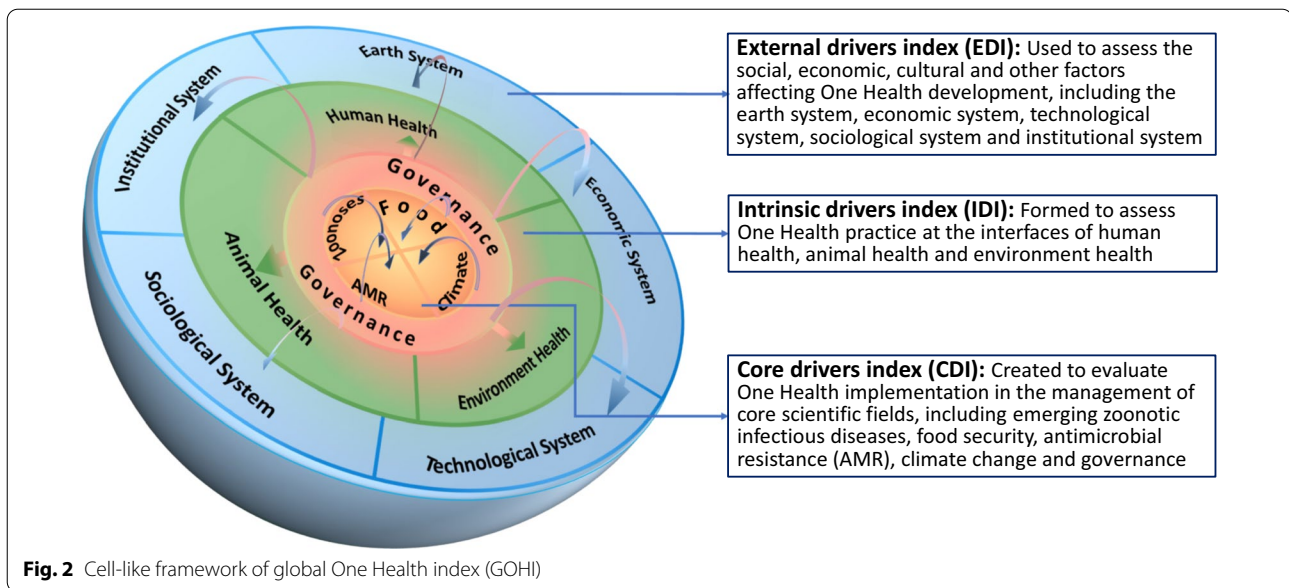 Earth System
Institutional System
Human Health
Economic System
Governance
Zoonoses
Food
Climate
AMR
Governance
Animal Health
Environment Health
Sociological System
Technological System
External drivers index (EDI): Used to assess the
social, economic, cultural and other factors
affecting One Health development, including the
earth system, economic system, technological
system, sociological system and institutional system
Intrinsic drivers index (IDI): Formed to assess
One Health practice at the interfaces of human
health, animal health and environment health
Core drivers index (CDI): Created to evaluate
One Health implementation in the management of
core scientific fields, including emerging zoonotic
infectious diseases, food security, antimicrobial
resistance (AMR), climate change and governance
Fig. 2 Cell-like framework of global One Health index (GOHI)